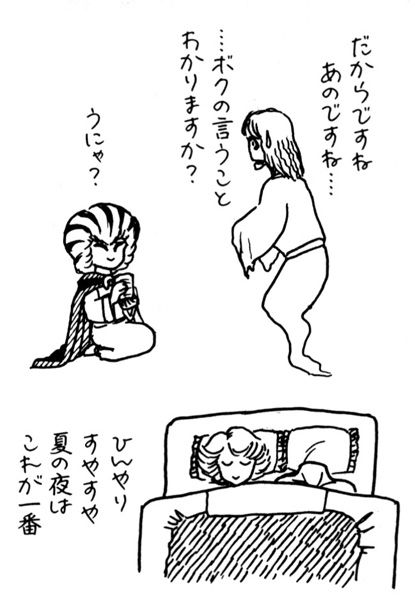 だからですね
あのですね……
……ボクの言うこと
わかりますか?
うにゃ?
ひんやり
すやすや
夏の夜は
これが一番